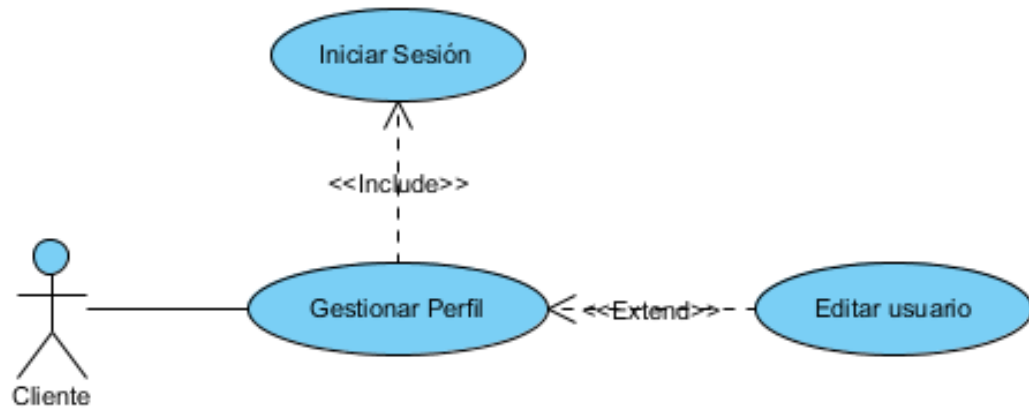 Iniciar Sesión
<<Include>>
Gestionar Perfil
<<Extend>>
Editar usuario
Cliente